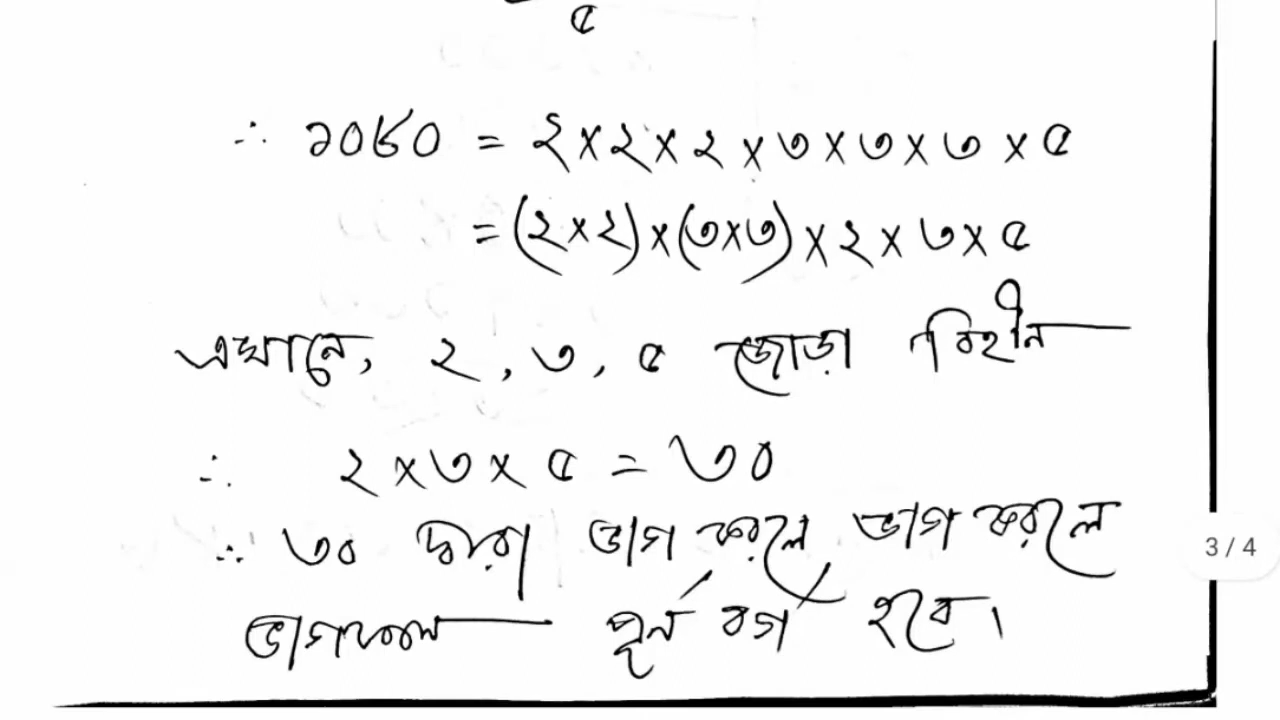 ৫
∴ ১০৮০ = ২×২×২×৩×৩×৩×৫
= (২×২)×(৩×৩)×২×৩×৫
এখানে, ২, ৩, ৫ জোড়া বিহীন
∴ ২×৩×৫ = ৩০
∴ ৩০ দ্বারা ভাগ করলে ভাগ করলে
3 / 4
ভাগফল পূর্ন বর্গ হবে।